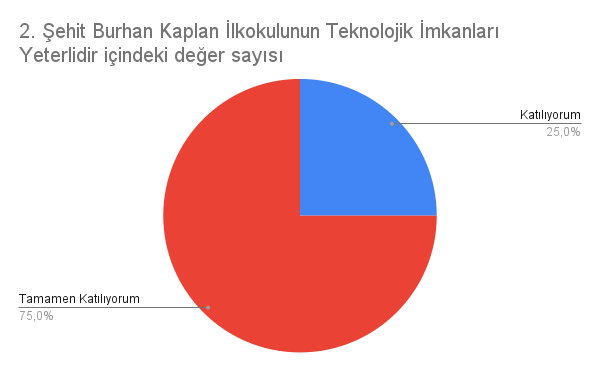 2. Şehit Burhan Kaplan İlkokulunun Teknolojik İmkanları
Yeterlidir içindeki değer sayısı
Katılıyorum
25,0%
Tamamen Katılıyorum
75,0%